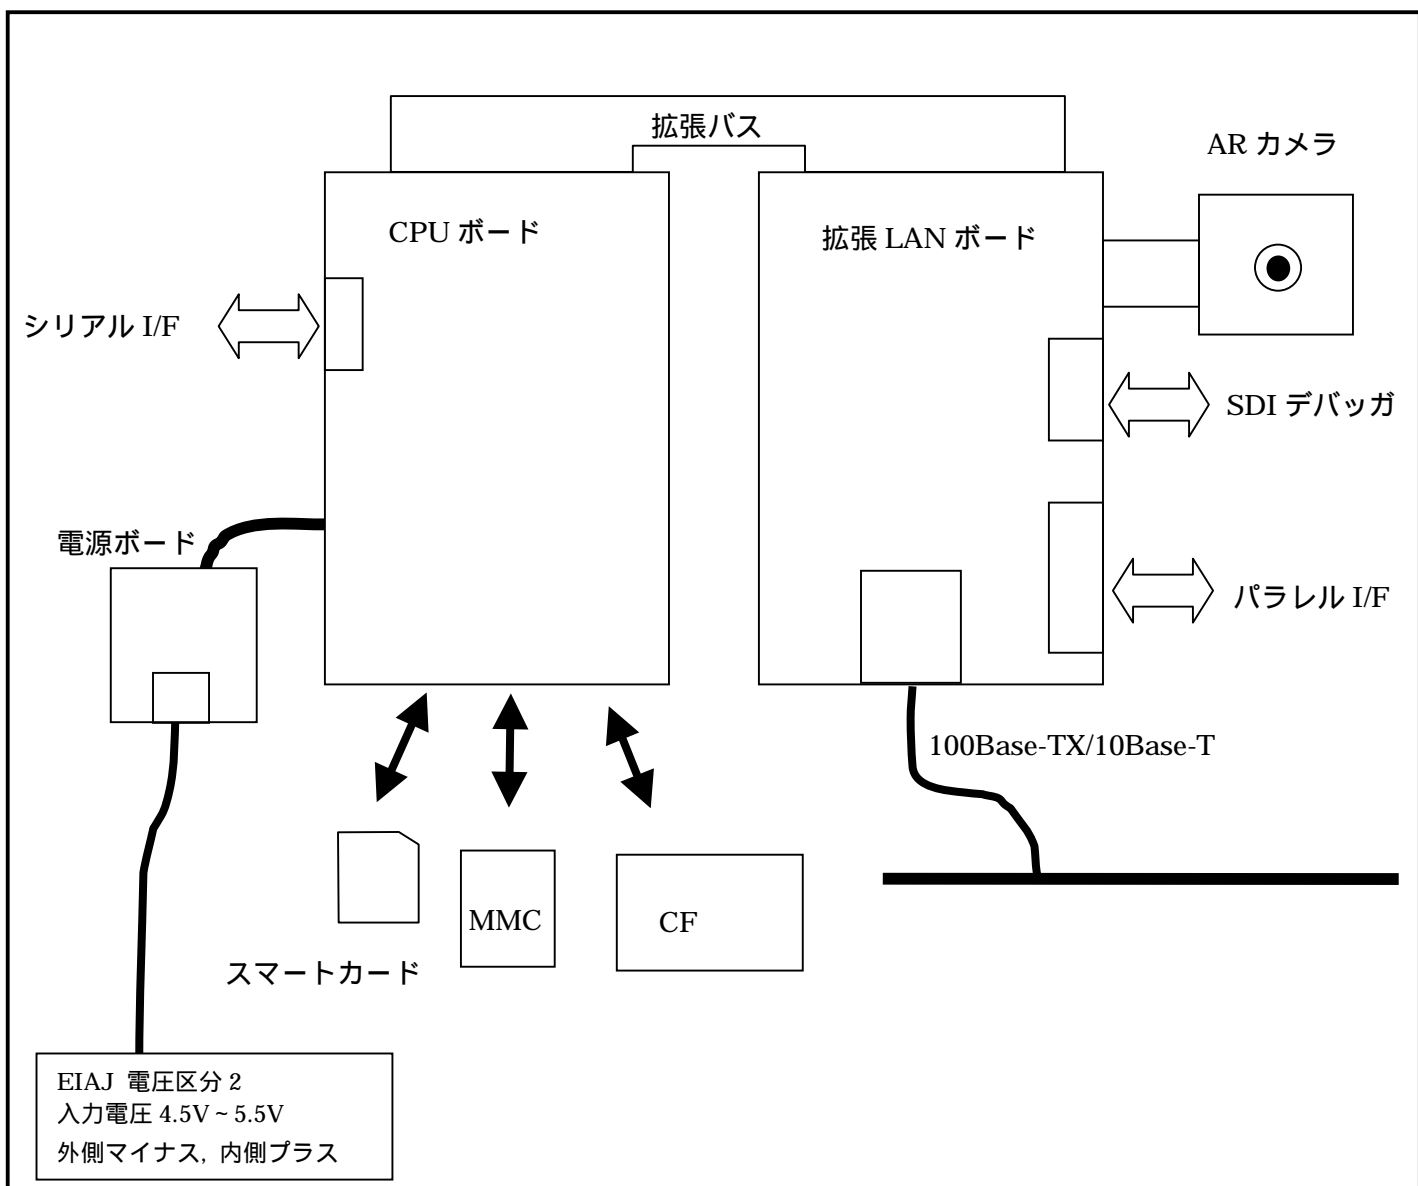 拡張バス
AR カメラ
CPU ボード
拡張 LAN ボード
シリアル I/F
SDI デバッガ
電源ボード
パラレル I/F
100Base-TX/10Base-T
MMC
CF
スマートカード
EIAJ 電圧区分 2
入力電圧 4.5V~5.5V
外側マイナス, 内側プラス